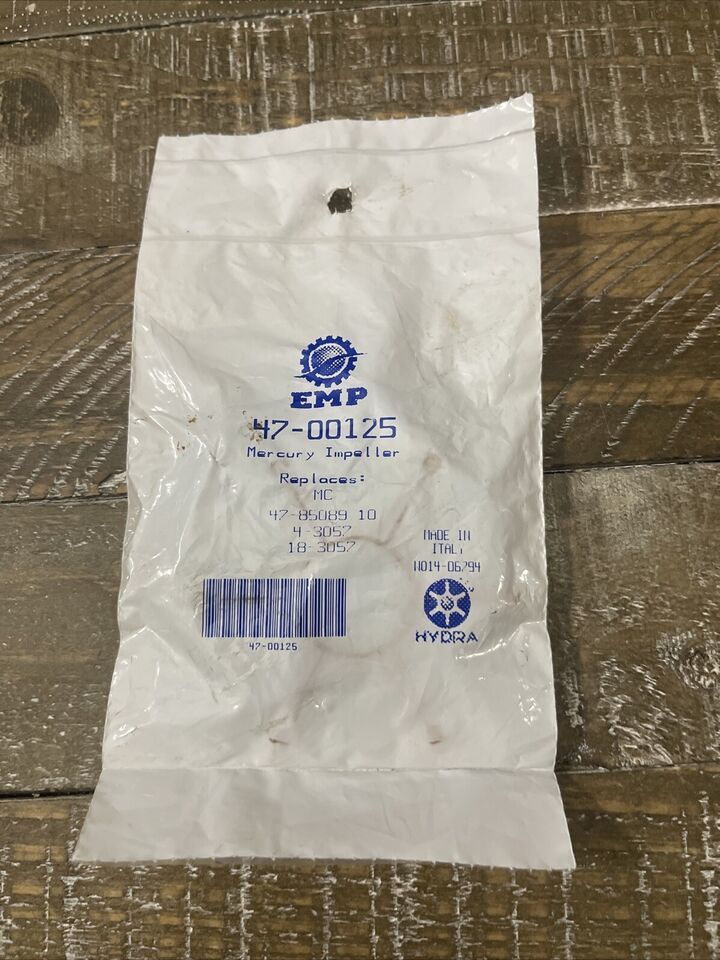 EMP
47-00125
Mercury Impeller
Replaces:
MC
47-85089 10
4-3057
18-3057
MADE IN
ITALY
N014-06794
HYDRA
47-00125